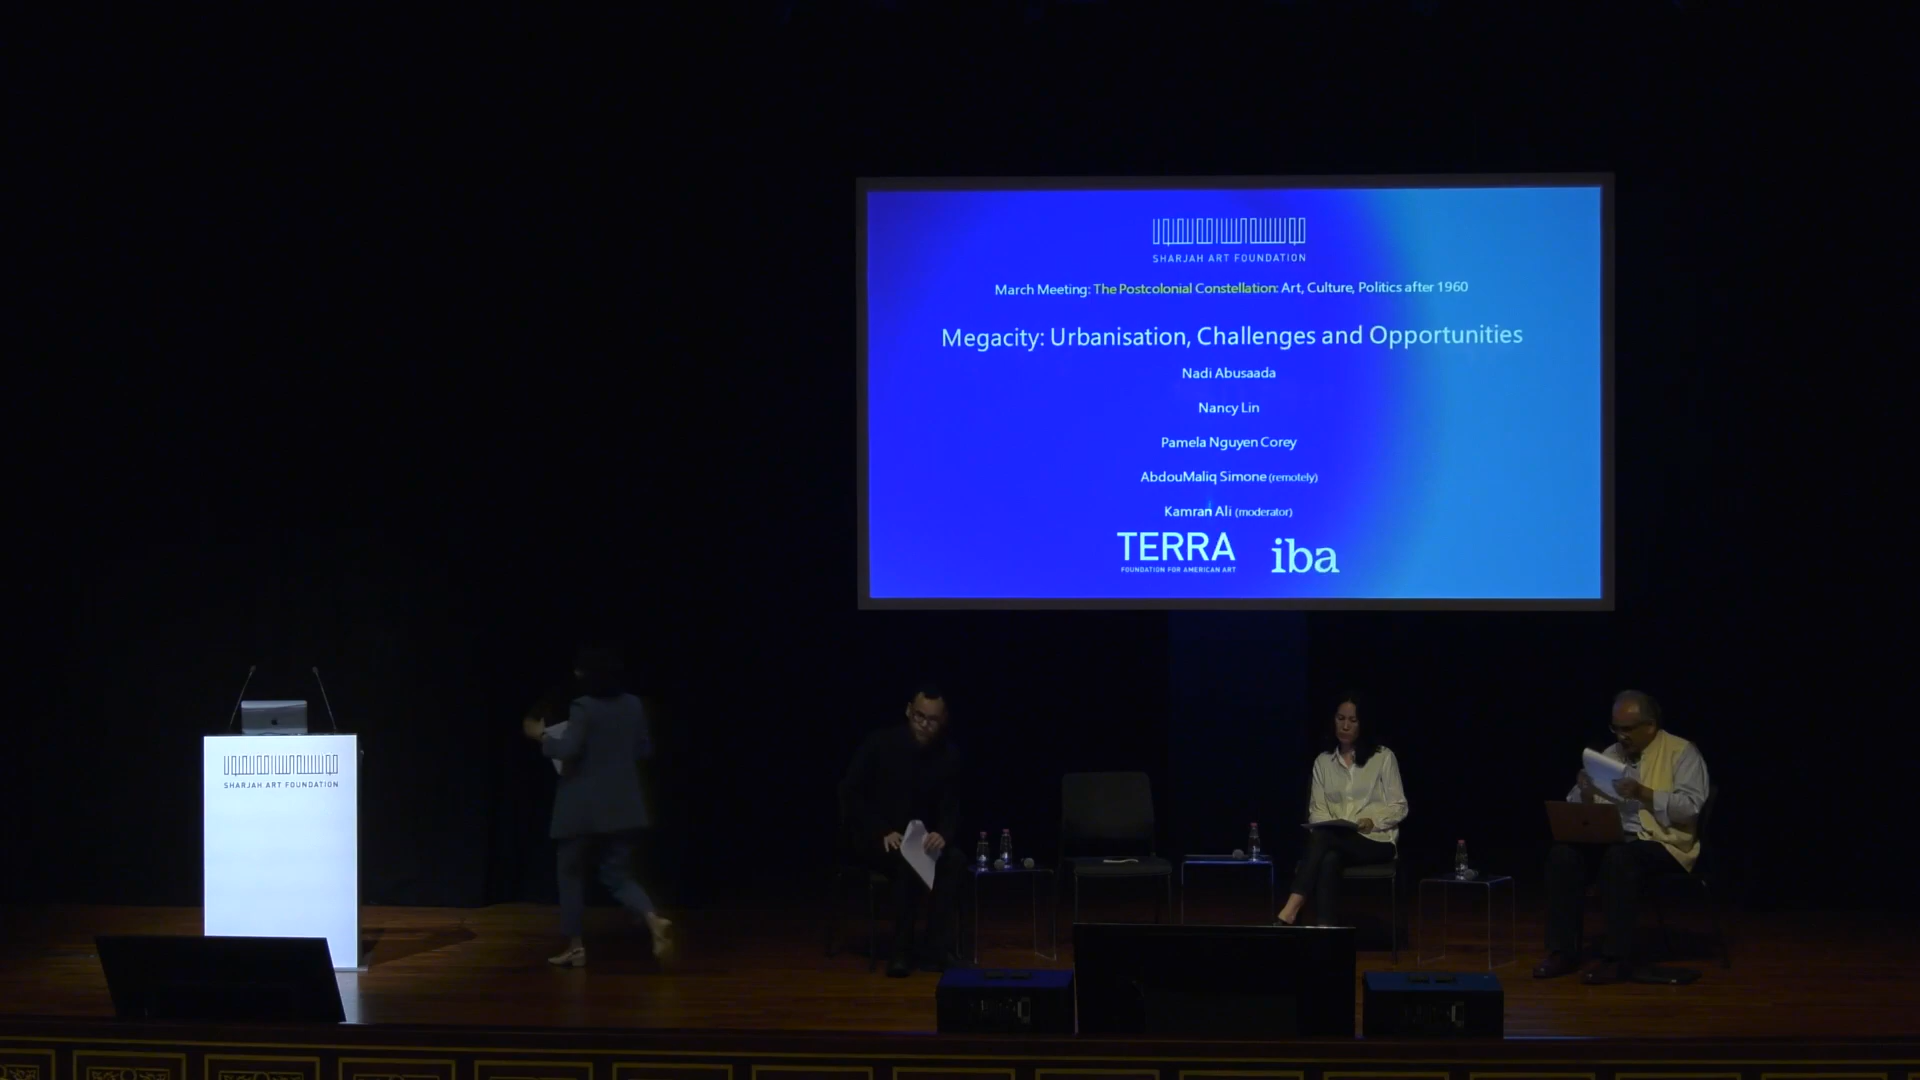 SHARJAH ART FOUNDATION
March Meeting: The Postcolonial Constellation: Art, Culture, Politics after 1960
Megacity: Urbanisation, Challenges and Opportunities
Nadi Abusaada
Nancy Lin
Pamela Nguyen Corey
AbdouMaliq Simone (remotely)
Kamran Ali (moderator)
TERRA
FOUNDATION FOR AMERICAN ART
iba
SHARJAH ART FOUNDATION